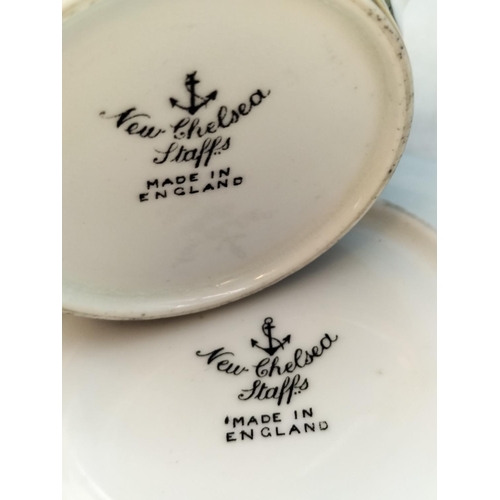 New Chelsea
Staffs
MADE IN
ENGLAND
New Chelsea
Staffs
MADE IN
ENGLAND